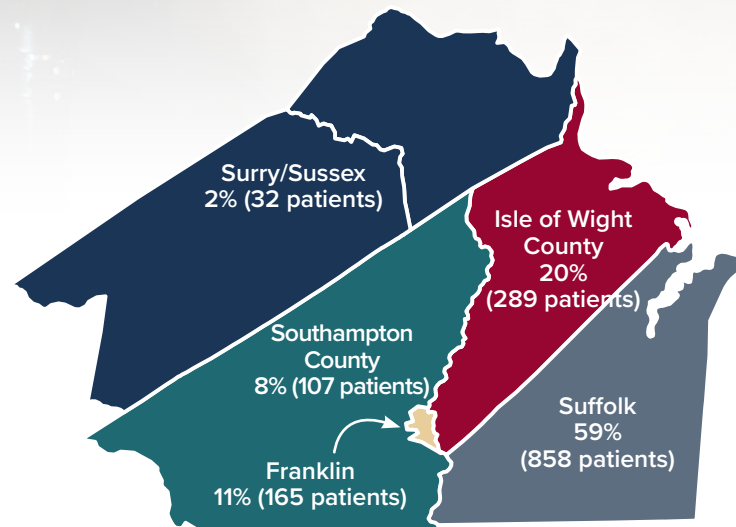 Surry/Sussex
2% (32 patients)
Isle of Wight
County
20%
(289 patients)
Southampton
County
8% (107 patients)
Suffolk
59%
(858 patients)
Franklin
11% (165 patients)